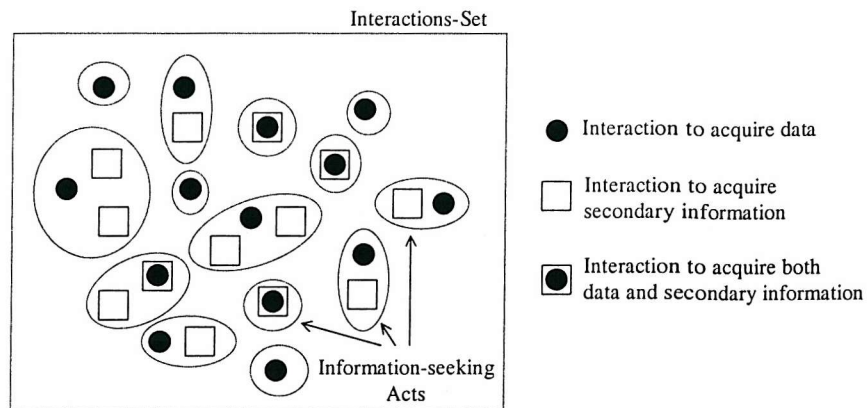 Interactions-Set
Interaction to acquire data
Interaction to acquire
secondary information
Interaction to acquire both
data and secondary information
Information-seeking
Acts